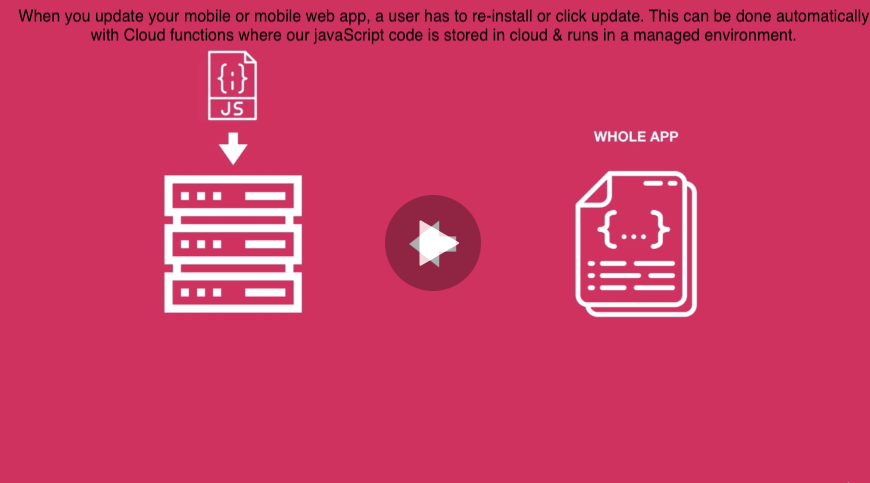 When you update your mobile or mobile web app, a user has to re-install or click update. This can be done automatically
with Cloud functions where our javaScript code is stored in cloud & runs in a managed environment.
{;}
JS
WHOLE APP
{...}